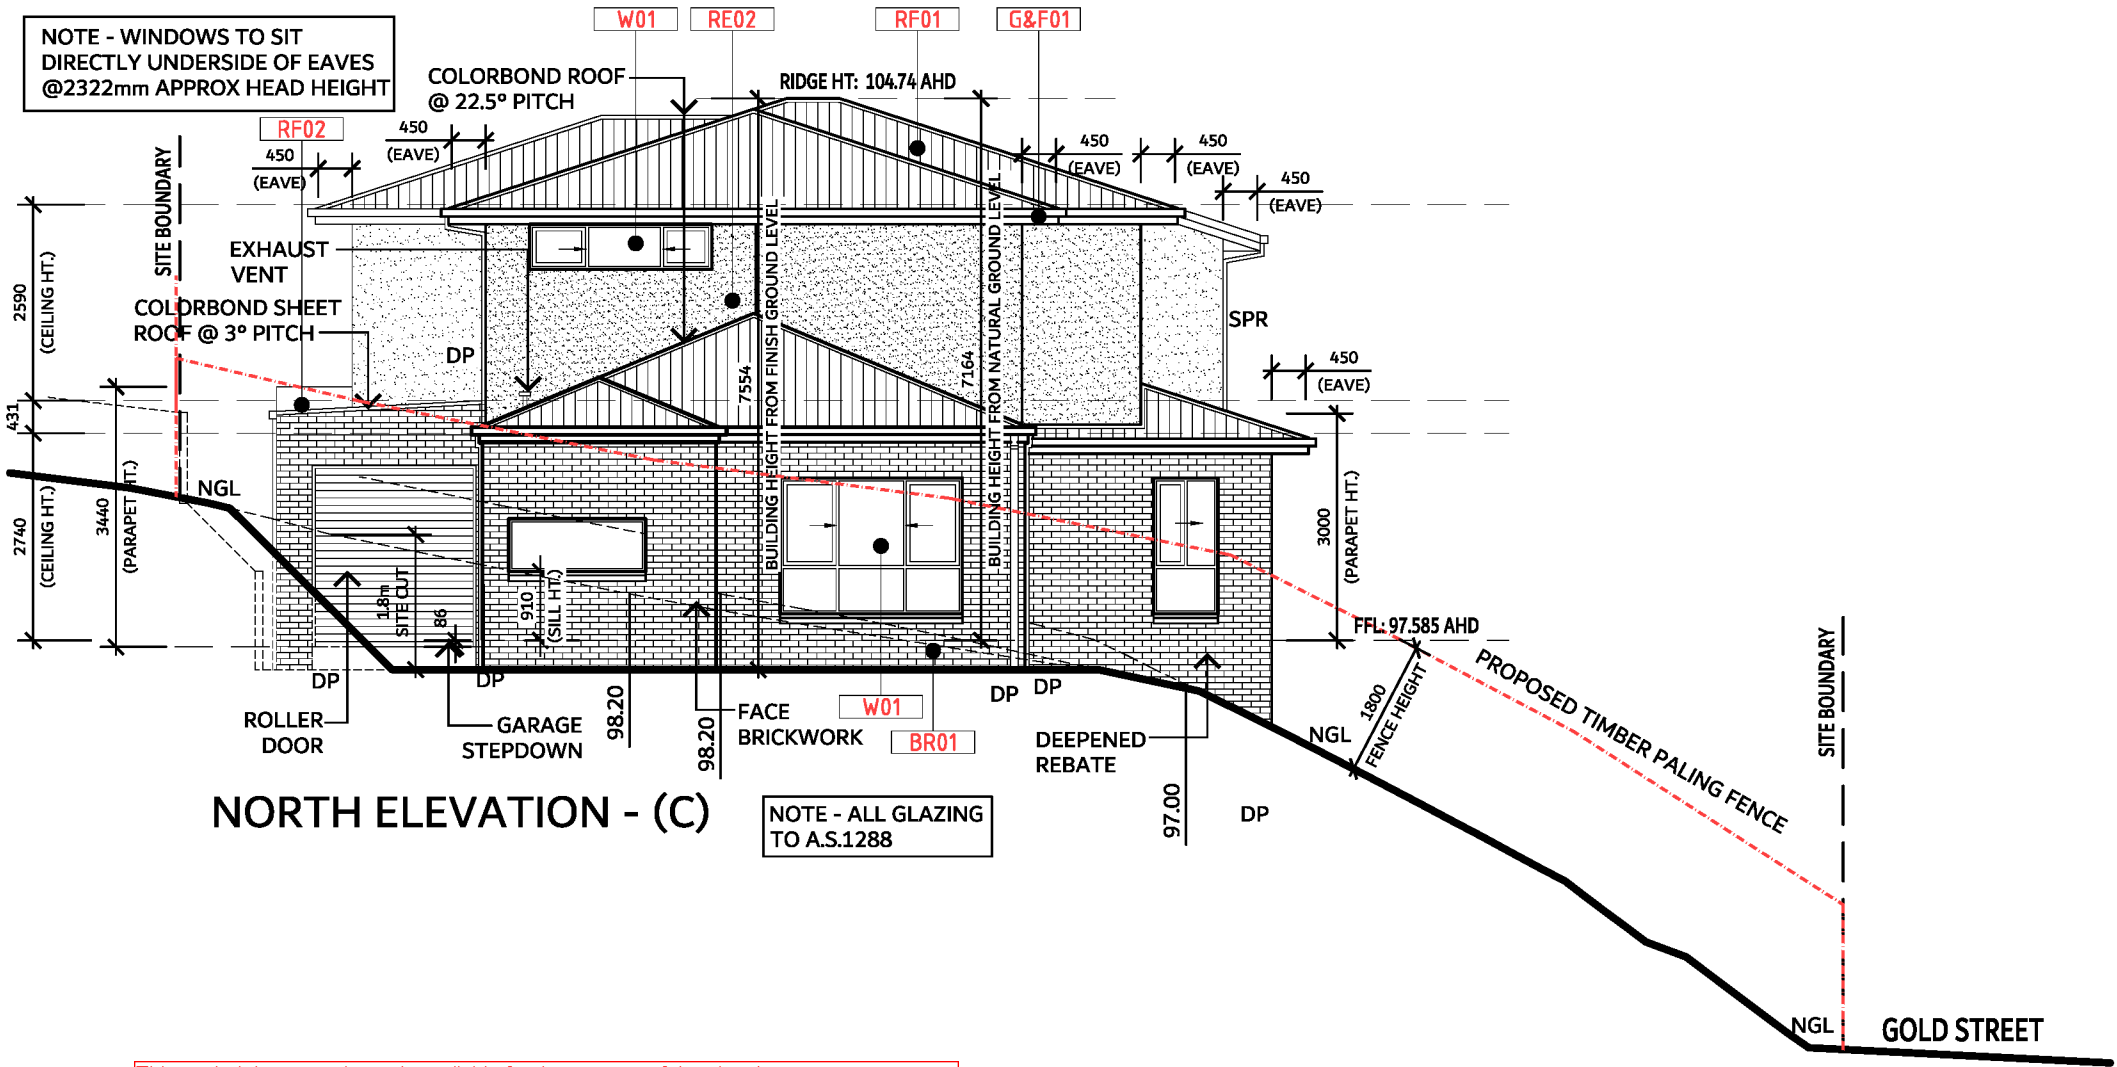 W01
RE02
RF01
G&F01
NOTE - WINDOWS TO SIT
DIRECTLY UNDERSIDE OF EAVES
@2322mm APPROX HEAD HEIGHT
COLORBOND ROOF
@ 22.5º PITCH
RIDGE HT: 104.74 AHD
RF02
450
(EAVE)
450
(EAVE)
450
(EAVE)
450
(EAVE)
450
(EAVE)
SITE BOUNDARY
EXHAUST
VENT
COLORBOND SHEET
ROOF @ 3º PITCH
2590
(CEILING HT.)
431
2740
(CEILING HT.)
3440
(PARAPET HT.)
DP
SPR
450
(EAVE)
7554
BUILDING HEIGHT FROM FINISH GROUND LEVEL
7164
BUILDING HEIGHT FROM NATURAL GROUND LEVEL
3000
(PARAPET HT.)
NGL
1.8m
SITE CUT
86
910
(SILL HT.)
FFL: 97.585 AHD
1800
FENCE HEIGHT
PROPOSED TIMBER PALING FENCE
SITE BOUNDARY
DP
DP
DP
DP
ROLLER
DOOR
GARAGE
STEPDOWN
98.20
98.20
FACE
BRICKWORK
W01
BR01
DEEPENED
REBATE
NGL
97.00
DP
NORTH ELEVATION - (C)
NOTE - ALL GLAZING
TO A.S.1288
NGL
GOLD STREET